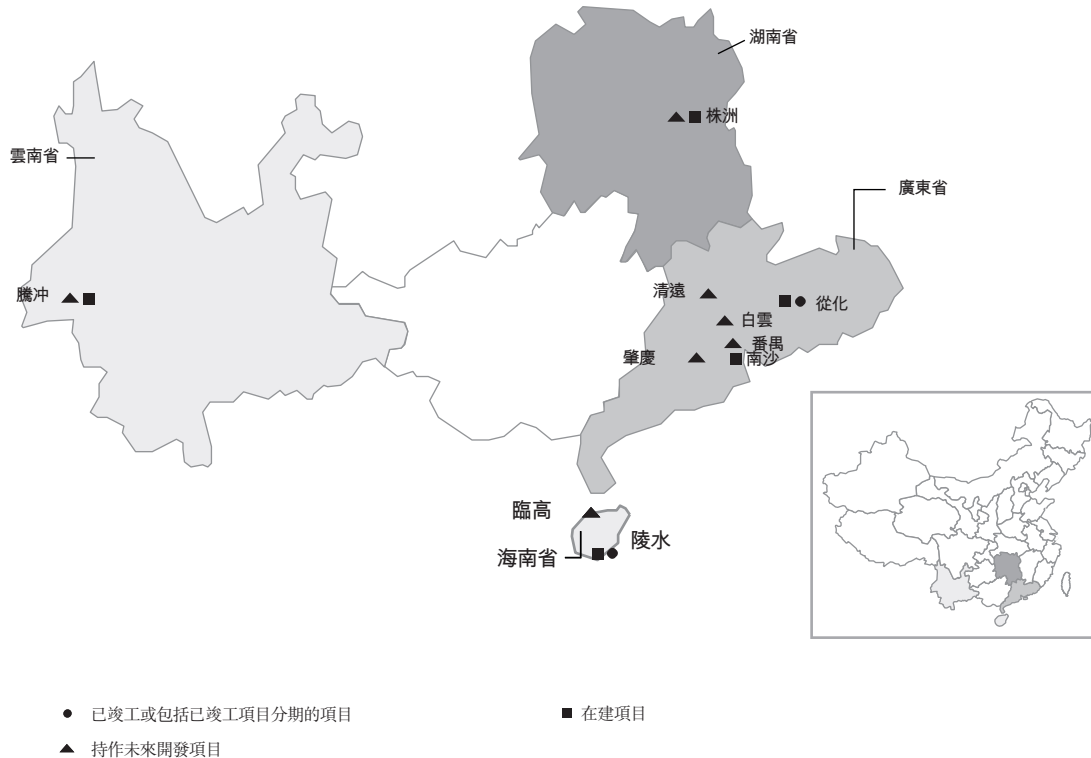 湖南省
株洲
雲南省
廣東省
騰冲
清遠
從化
白雲
番禺
肇慶
南沙
臨高
陵水
海南省
已竣工或包括已竣工項目分期的項目
在建項目
持作未來開發項目